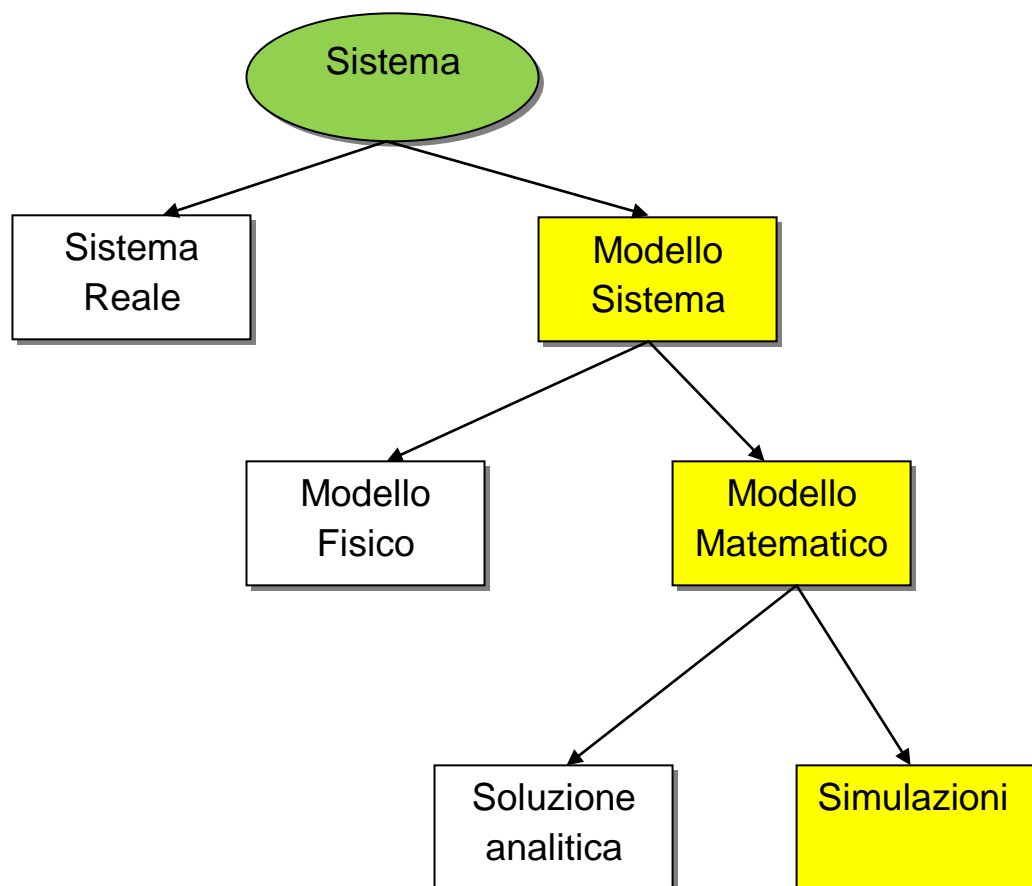 Sistema
Sistema
Reale
Modello
Sistema
Modello
Fisico
Modello
Matematico
Soluzione
analitica
Simulazioni